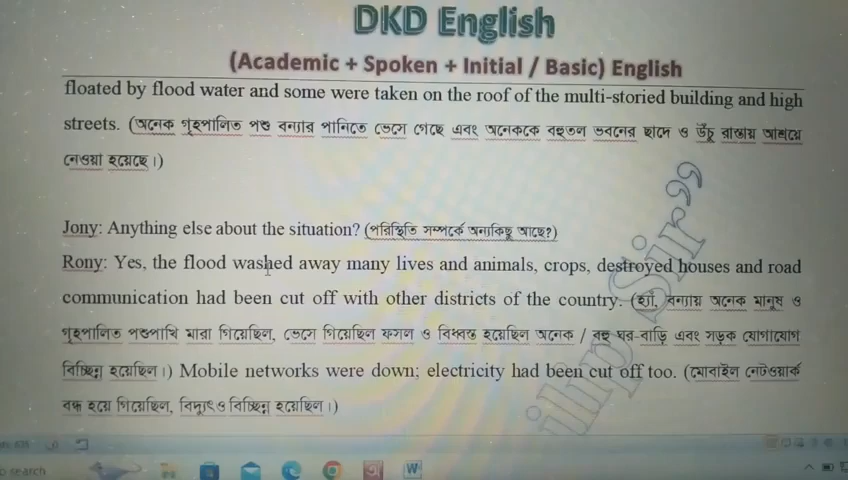 DKD English
(Academic + Spoken + Initial / Basic) English
floated by flood water and some were taken on the roof of the multi-storied building and high
streets. (অনেক গৃহপালিত পশু বন্যার পানিতে ভেসে গেছে এবং অনেককে বহুতল ভবনের ছাদে ও উঁচু রাস্তায় আশ্রয়ে
নেওয়া হয়েছে।)
Jony: Anything else about the situation? (পরিস্থিতি সম্পর্কে অন্যকিছু আছে?)
Rony: Yes, the flood washed away many lives and animals, crops, destroyed houses and road
communication had been cut off with other districts of the country. (হ্যাঁ, বন্যায় অনেক মানুষ ও
গৃহপালিত পশুপাখি মারা গিয়েছিল, ভেসে গিয়েছিল ফসল ও বিধ্বস্ত হয়েছিল অনেক / বহু ঘর-বাড়ি এবং সড়ক যোগাযোগ
বিচ্ছিন্ন হয়েছিল।) Mobile networks were down; electricity had been cut off too. (মোবাইল নেটওয়ার্ক
বন্ধ হয়ে গিয়েছিল, বিদ্যুৎও বিচ্ছিন্ন হয়েছিল।)
ilip Sir
search